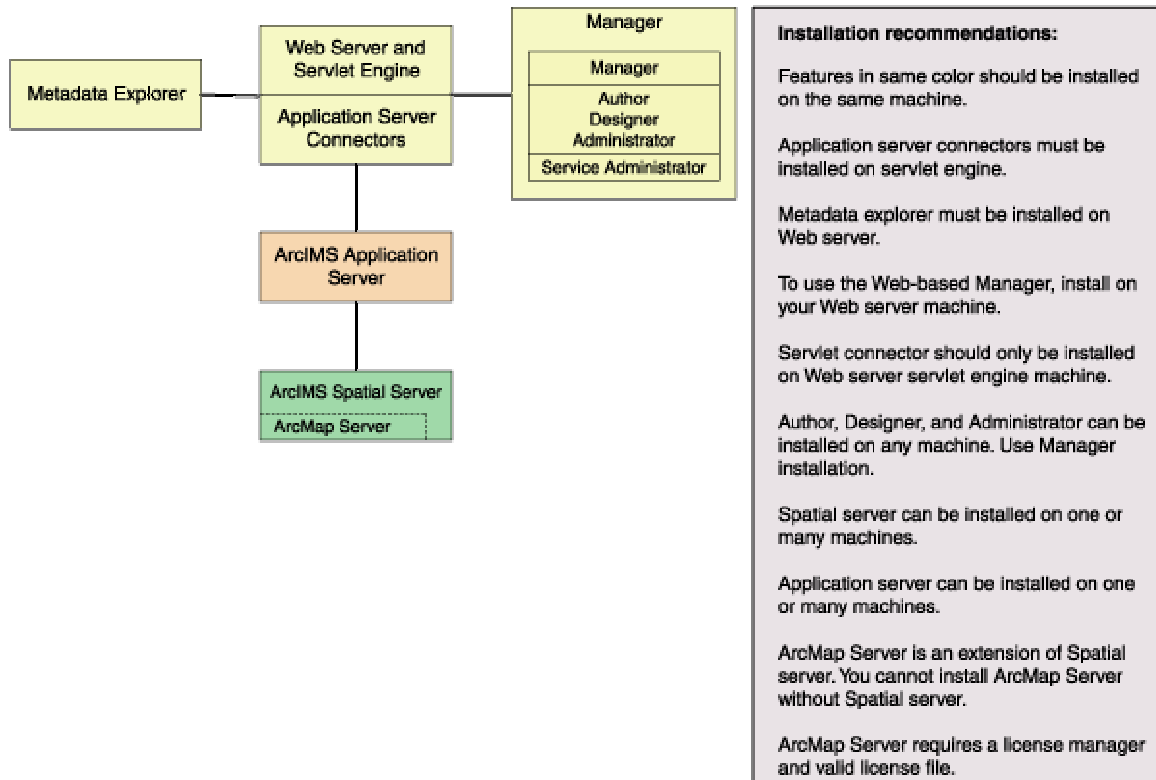 Metadata Explorer
Web Server and
Servlet Engine
Application Server
Connectors
Manager
Manager
Author
Designer
Administrator
Service Administrator
ArcIMS Application
Server
ArcIMS Spatial Server
ArcMap Server
Installation recommendations:
Features in same color should be installed
on the same machine.
Application server connectors must be
installed on servlet engine.
Metadata explorer must be installed on
Web server.
To use the Web-based Manager, install on
your Web server machine.
Servlet connector should only be installed
on Web server servlet engine machine.
Author, Designer, and Administrator can be
installed on any machine. Use Manager
installation.
Spatial server can be installed on one or
many machines.
Application server can be installed on one
or many machines.
ArcMap Server is an extension of Spatial
server. You cannot install ArcMap Server
without Spatial server.
ArcMap Server requires a license manager
and valid license file.